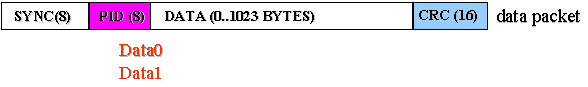 SYNC(8) PID (8) DATA (0..1023 BYTES) CRC (16) data packet
Data0
Data1